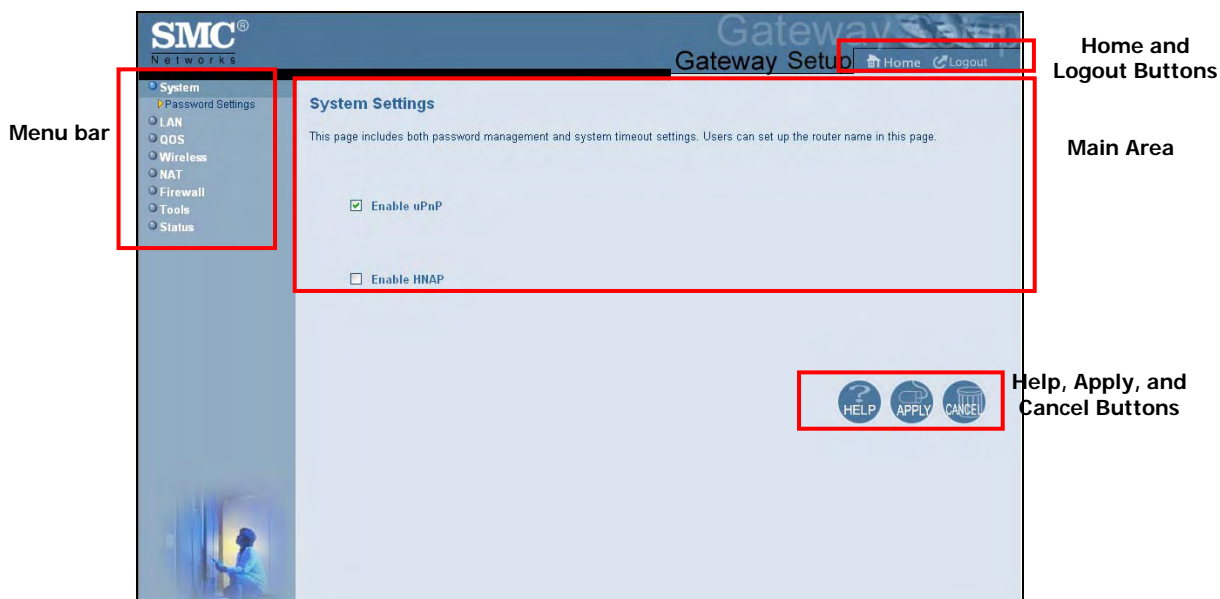 SMC®
Networks
Gateway Setup
Gateway Setup
Home Logout
Home and
Logout Buttons
Menu bar
System
Password Settings
LAN
QOS
Wireless
NAT
Firewall
Tools
Status
System Settings
This page includes both password management and system timeout settings. Users can set up the router name in this page.
Enable uPnP
Enable HNAP
Main Area
HELP APPLY CANCEL
Help, Apply, and
Cancel Buttons